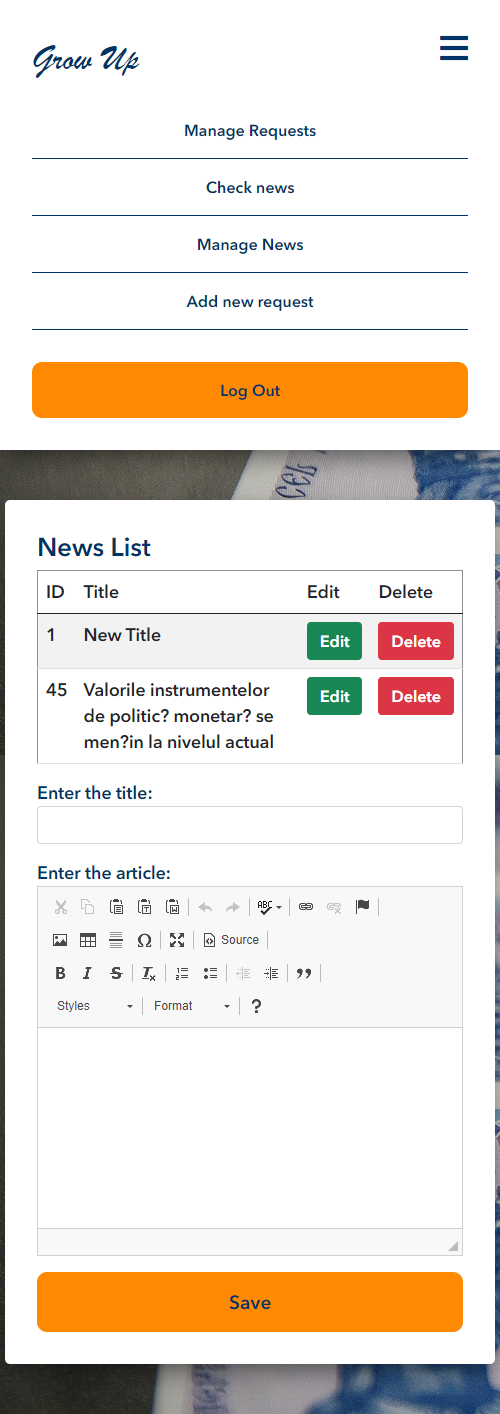 Grow Up
Manage Requests
Check news
Manage News
Add new request
Log Out
News List
ID Title Edit Delete
1 New Title Edit Delete
45 Valorile instrumentelor Edit Delete
de politic? monetar? se
men?in la nivelul actual
Enter the title:
Enter the article:
ABC
Source
B I S Tx
Styles Format ?
Save